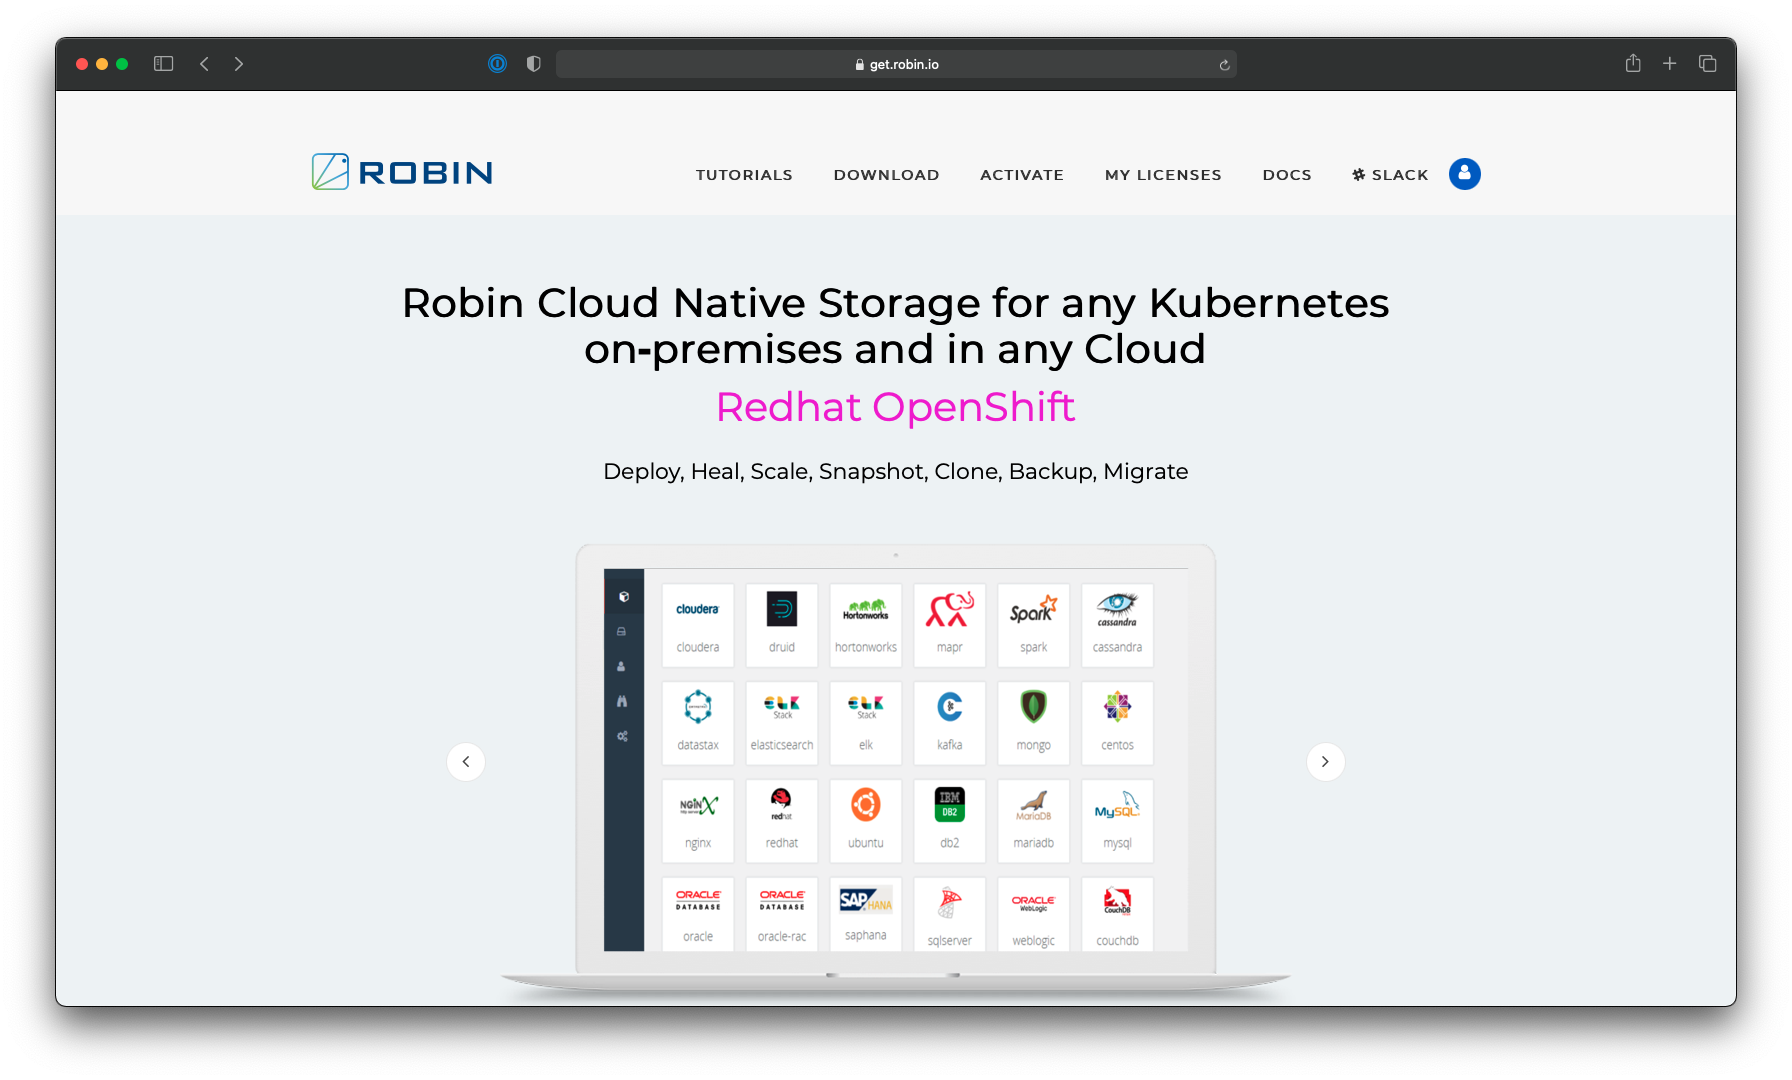 get.robin.io
ROBIN
TUTORIALS DOWNLOAD ACTIVATE MY LICENSES DOCS SLACK
Robin Cloud Native Storage for any Kubernetes
on-premises and in any Cloud
Redhat OpenShift
Deploy, Heal, Scale, Snapshot, Clone, Backup, Migrate
cloudera Hortonworks Spark cassandra
cloudera druid hortonworks mapr spark cassandra
elk Stack elk Stack
datastax elasticsearch elk kafka mongo centos
NGiNX redhat IBM DB2 MariaDB MySQL
nginx redhat ubuntu db2 mariadb mysql
ORACLE DATABASE ORACLE DATABASE SAP HANA ORACLE WebLogic CouchDB
oracle oracle-rac saphana sqlserver weblogic couchdb